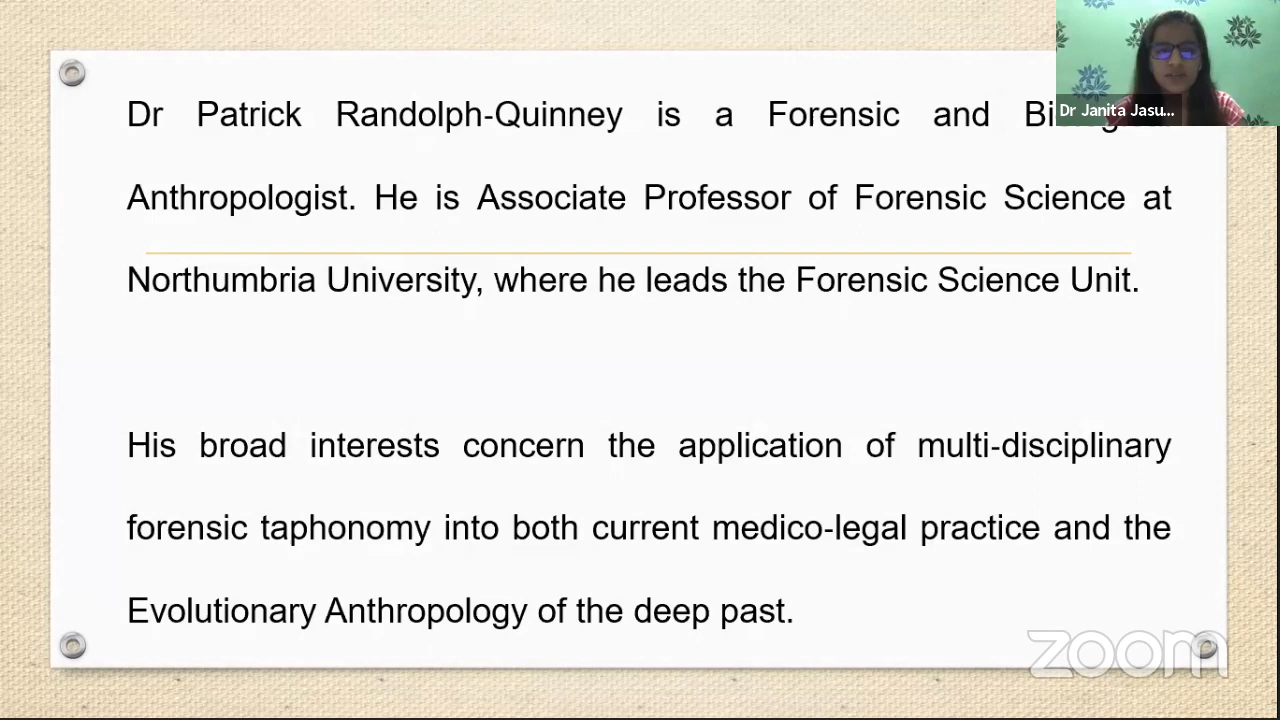 Dr Patrick Randolph-Quinney is a Forensic and
Anthropologist. He is Associate Professor of Forensic Science at
Northumbria University, where he leads the Forensic Science Unit.
His broad interests concern the application of multi-disciplinary
forensic taphonomy into both current medico-legal practice and the
Evolutionary Anthropology of the deep past.
Dr Janita Jasu...
zoom